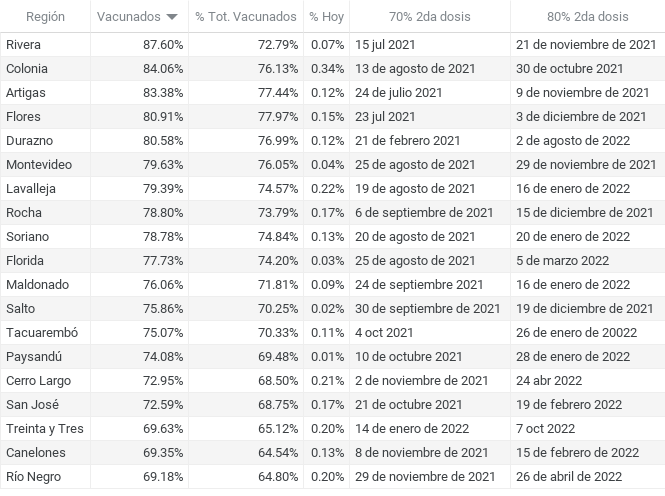 Región Vacunados % Tot. Vacunados % Hoy 70% 2da dosis 80% 2da dosis
Rivera 87.60% 72.79% 0.07% 15 jul 2021 21 de noviembre de 2021
Colonia 84.06% 76.13% 0.34% 13 de agosto de 2021 30 de octubre 2021
Artigas 83.38% 77.44% 0.12% 24 de julio 2021 9 de noviembre de 2021
Flores 80.91% 77.97% 0.15% 23 jul 2021 3 de diciembre de 2021
Durazno 80.58% 76.99% 0.12% 21 de febrero 2021 2 de agosto de 2022
Montevideo 79.63% 76.05% 0.04% 25 de agosto de 2021 29 de noviembre de 2021
Lavalleja 79.39% 74.57% 0.22% 19 de agosto de 2021 16 de enero de 2022
Rocha 78.80% 73.79% 0.17% 6 de septiembre de 2021 15 de diciembre de 2021
Soriano 78.78% 74.84% 0.13% 20 de agosto de 2021 20 de enero de 2022
Florida 77.73% 74.20% 0.03% 25 de agosto de 2021 5 de marzo 2022
Maldonado 76.06% 71.81% 0.09% 24 de septiembre 2021 16 de enero de 2022
Salto 75.86% 70.25% 0.02% 30 de septiembre de 2021 19 de diciembre de 2021
Tacuarembó 75.07% 70.33% 0.11% 4 oct 2021 26 de enero de 20022
Paysandú 74.08% 69.48% 0.01% 10 de octubre 2021 28 de enero de 2022
Cerro Largo 72.95% 68.50% 0.21% 2 de noviembre de 2021 24 abr 2022
San José 72.59% 68.75% 0.17% 21 de octubre 2021 19 de febrero 2022
Treinta y Tres 69.63% 65.12% 0.20% 14 de enero de 2022 7 oct 2022
Canelones 69.35% 64.54% 0.13% 8 de noviembre de 2021 15 de febrero de 2022
Río Negro 69.18% 64.80% 0.20% 29 de noviembre de 2021 26 de abril de 2022